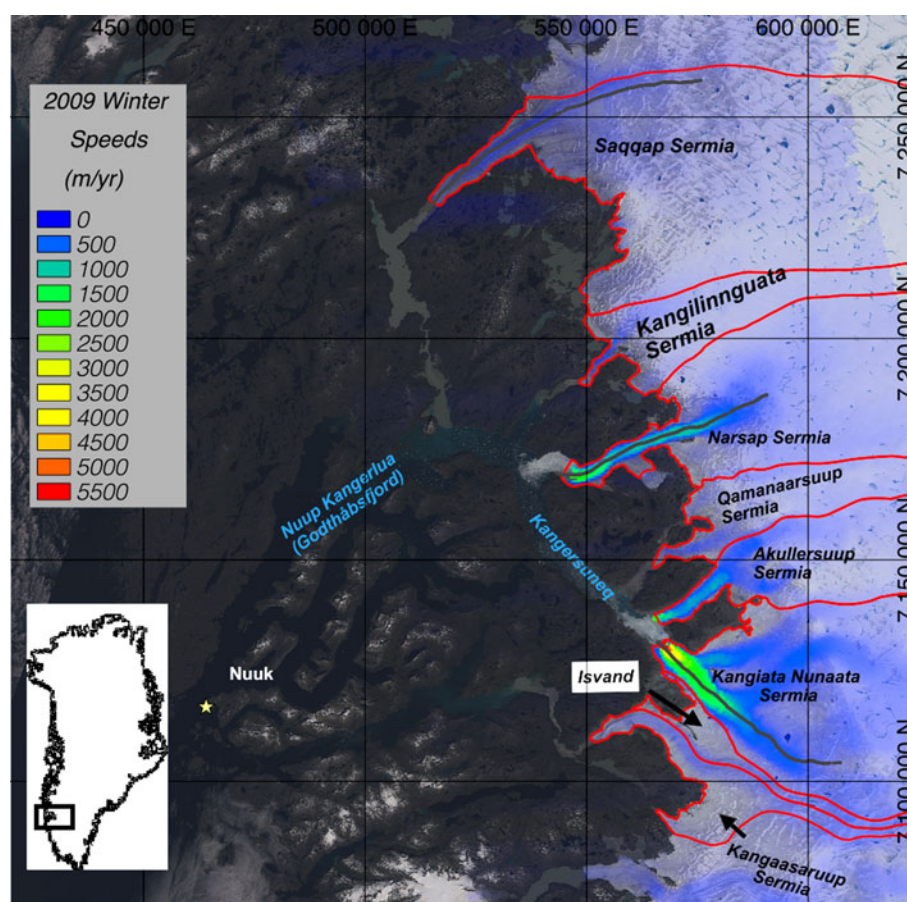 450 000 E
500 000 E
550 000 E
600 000 E
2009 Winter
Speeds
(m/yr)
0
500
1000
1500
2000
2500
3000
3500
4000
4500
5000
5500
7 250 000 N
7 200 000 N
7 150 000 N
7 100 000 N
Saqqap Sermia
Kangilinnguata
Sermia
Narsap Sermia
Qamanaarsuup
Sermia
Akullersuup
Sermia
Nuup Kangerlua
(Godthåbsfjord)
Kangersuneq
Nuuk
Isvand
Kangiata Nunaata
Sermia
Kangaasaruup
Sermia